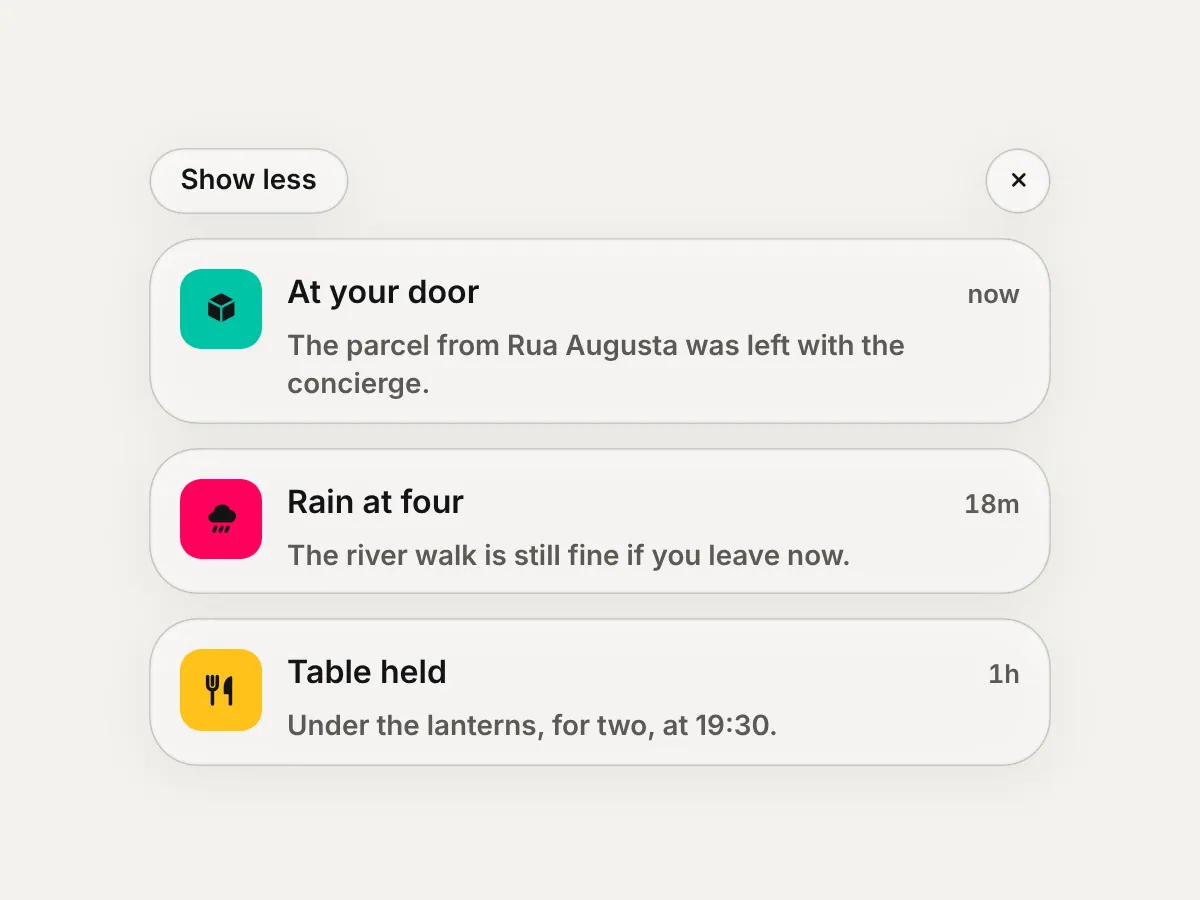 Show less
At your door
now
The parcel from Rua Augusta was left with the
concierge.
Rain at four
18m
The river walk is still fine if you leave now.
Table held
1h
Under the lanterns, for two, at 19:30.